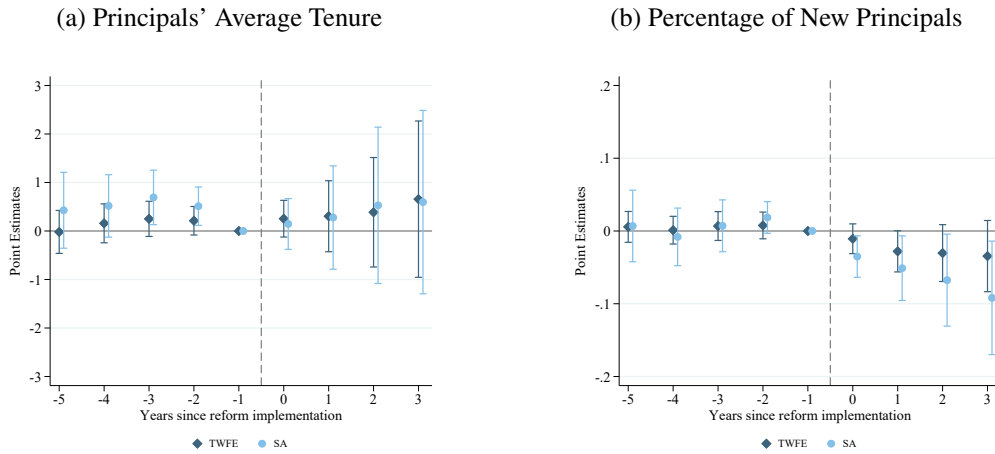 (a) Principals’ Average Tenure
3
2
1
0
-1
-2
-3
Point Estimates
-5 -4 -3 -2 -1 0 1 2 3
Years since reform implementation
TWFE SA
(b) Percentage of New Principals
.2
.1
0
-.1
-.2
Point Estimates
-5 -4 -3 -2 -1 0 1 2 3
Years since reform implementation
TWFE SA